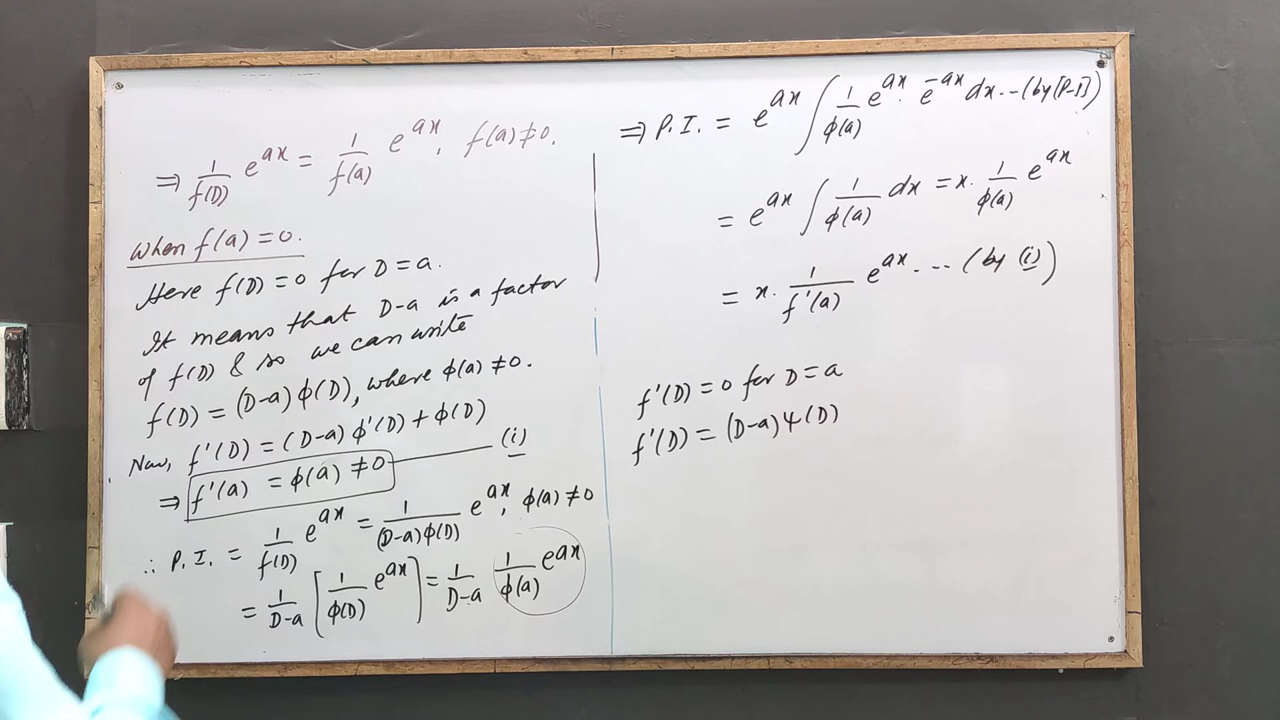 ⇒ 1/f(D) e^{ax} = 1/f(a) e^{ax}, f(a) ≠ 0.
When f(a) = 0.
Here f(D) = 0 for D = a.
It means that D-a is a factor
of f(D) & so we can write
f(D) = (D-a) ϕ(D), where ϕ(a) ≠ 0.
Now, f'(D) = (D-a) ϕ'(D) + ϕ(D)
⇒ f'(a) = ϕ(a) ≠ 0 — (i)
∴ P.I. = 1/f(D) e^{ax} = 1/((D-a)ϕ(D)) e^{ax}, ϕ(a) ≠ 0
= 1/(D-a) [1/ϕ(D) e^{ax}] = 1/(D-a) 1/ϕ(a) e^{ax}
⇒ P.I. = e^{ax} ∫ 1/ϕ(a) e^{ax}. e^{-ax} dx -- (by [P-I])
= e^{ax} ∫ 1/ϕ(a) dx = x. 1/ϕ(a) e^{ax}
= x. 1/f'(a) e^{ax} ---- (by (i))
f'(D) = 0 for D = a
f'(D) = (D-a) Ψ(D)